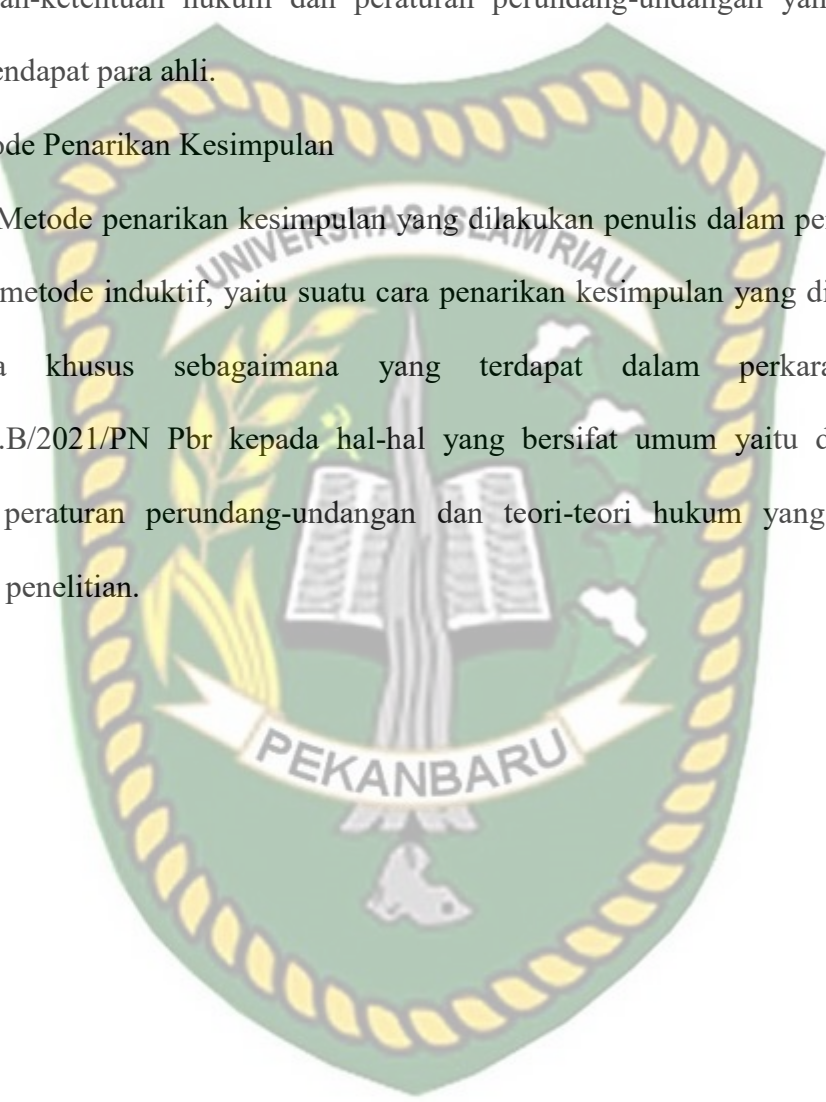 an-ketentuan hukum dan peraturan perundang-undangan yan
endapat para ahli.
ode Penarikan Kesimpulan
Metode penarikan kesimpulan yang dilakukan penulis dalam pe
UNIVERSITAS ISLAM RIAU
metode induktif, yaitu suatu cara penarikan kesimpulan yang di
a khusus sebagaimana yang terdapat dalam perkara
.B/2021/PN Pbr kepada hal-hal yang bersifat umum yaitu d
peraturan perundang-undangan dan teori-teori hukum yang
penelitian.
PEKANBARU